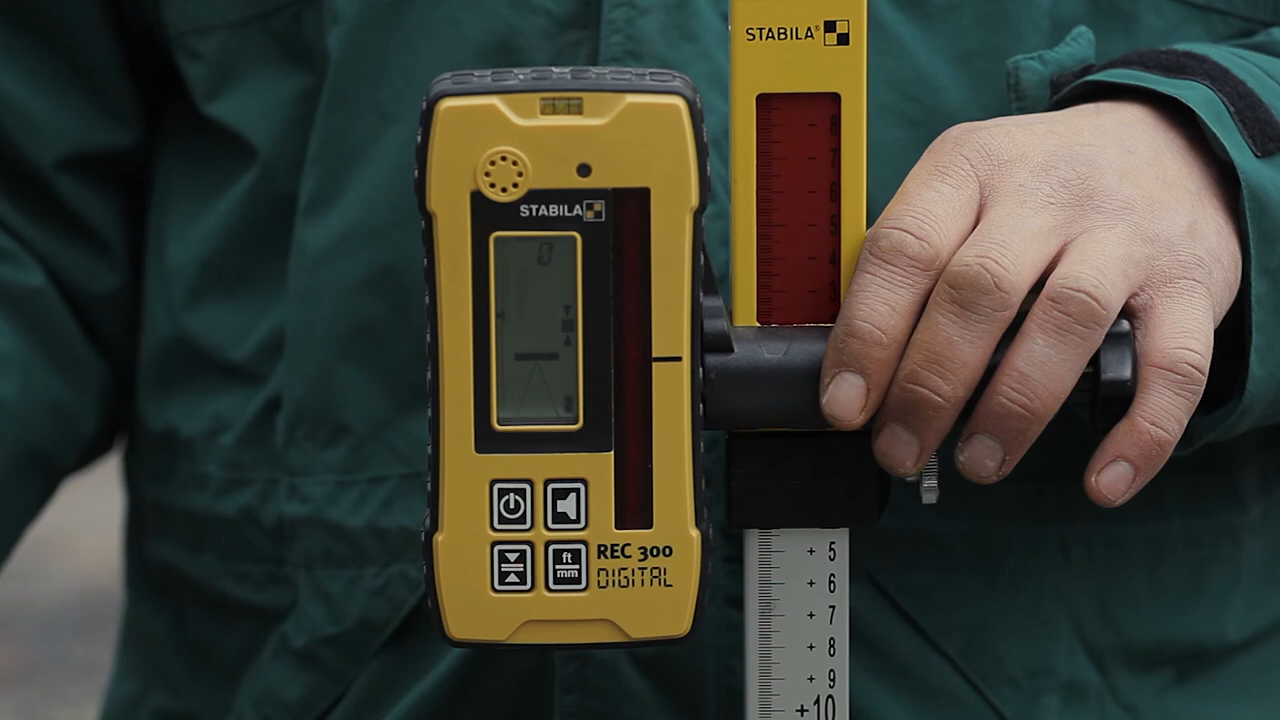 STABILA®
- 8
- 7
- 6
- 5
- 4
- 3
STABILA
0
ft
mm
REC 300
DIGITAL
+ 5
+ 6
+ 7
+ 8
+ 9
+10